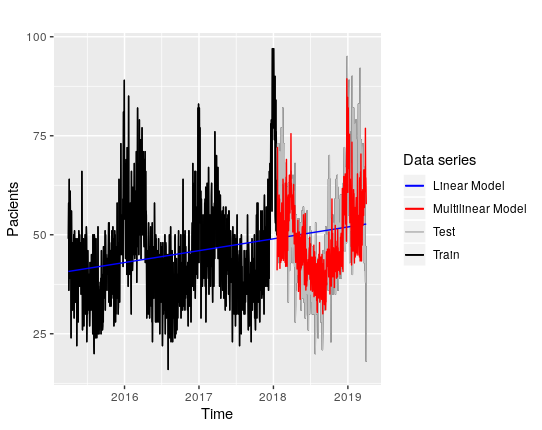 100
75
50
25
Pacients
2016
2017
2018
2019
Time
Data series
Linear Model
Multilinear Model
Test
Train